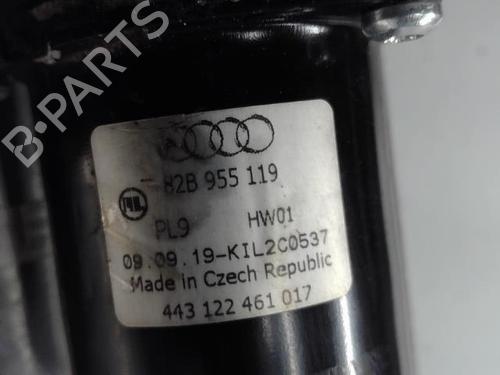 B-PARTS
82B 955 119
PL9 HW01
09.09.19-KIL2C0537
Made in Czech Republic
443 122 461 017